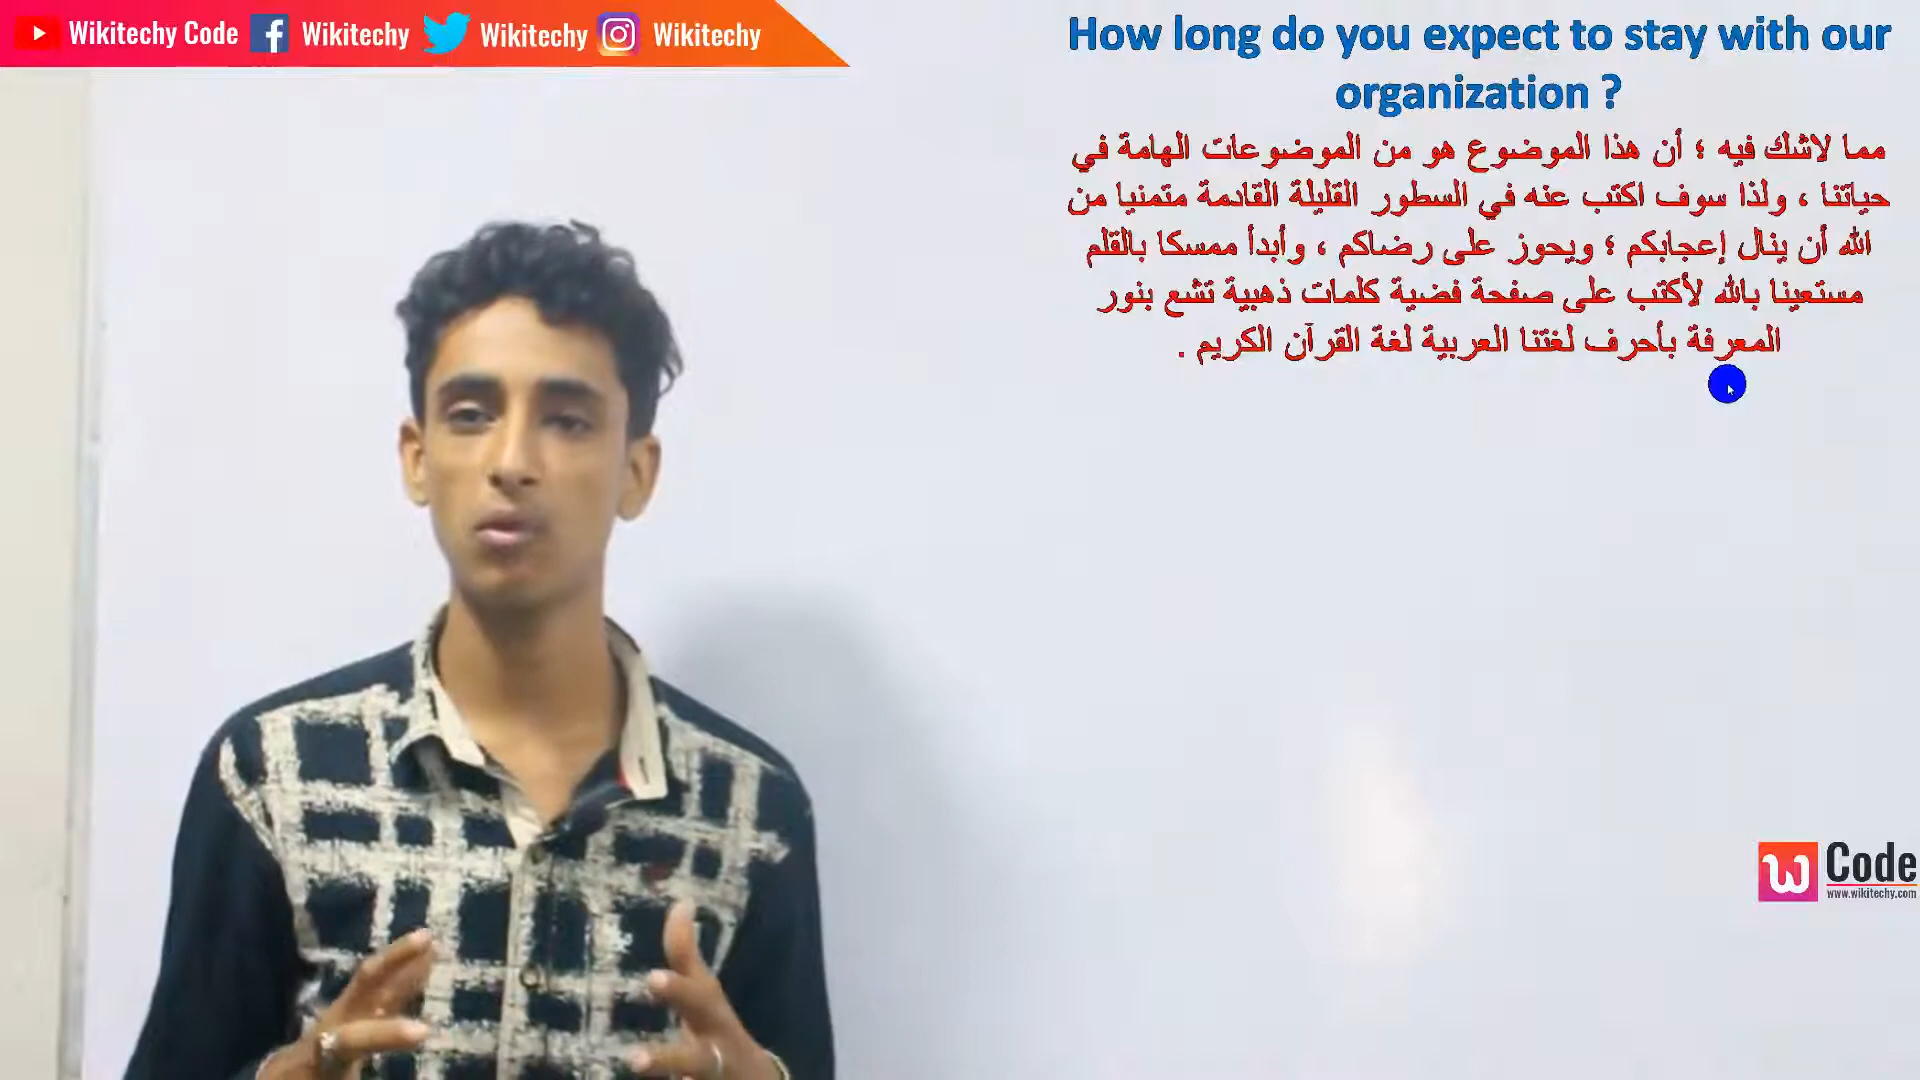 Wikitechy Code Wikitechy Wikitechy Wikitechy
How long do you expect to stay with our
organization ?
مما لاشك فيه ؛ أن هذا الموضوع هو من الموضوعات الهامة في
حياتنا ، ولذا سوف اكتب عنه في السطور القليلة القادمة متمنيا من
الله أن ينال إعجابكم ؛ ويحوز على رضاكم ، وأبدأ ممسكا بالقلم
مستعينا بالله لأكتب على صفحة فضية كلمات ذهبية تشع بنور
المعرفة بأحرف لغتنا العربية لغة القرآن الكريم .
W Code
www.wikitechy.com